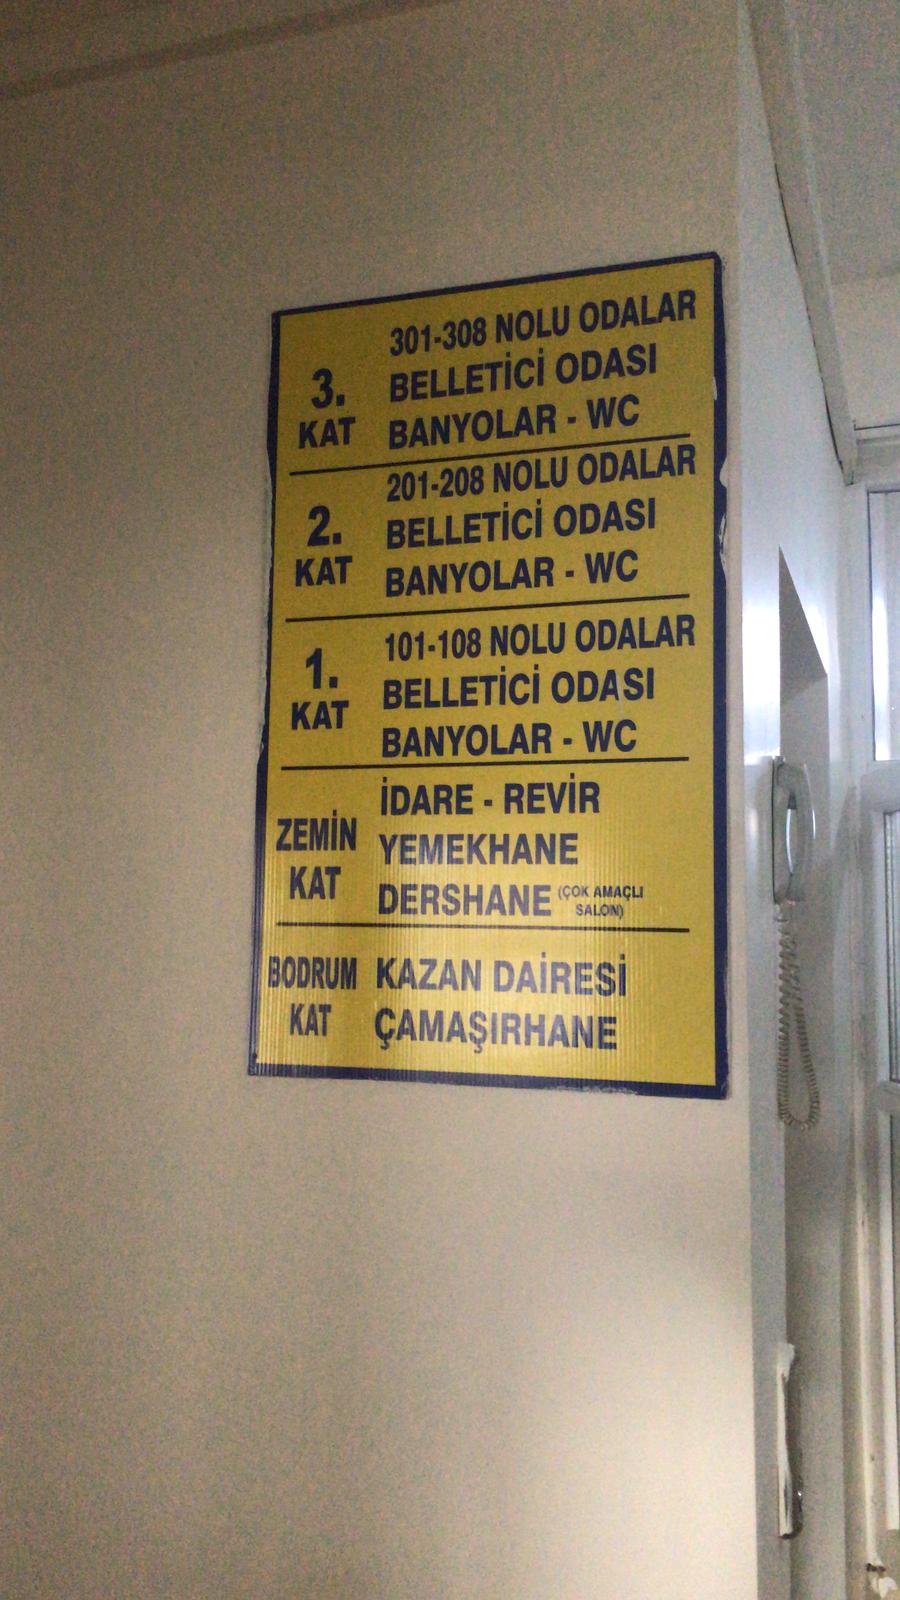 3.
KAT
301-308 NOLU ODALAR
BELLETİCİ ODASI
BANYOLAR - WC
2.
KAT
201-208 NOLU ODALAR
BELLETİCİ ODASI
BANYOLAR - WC
1.
KAT
101-108 NOLU ODALAR
BELLETİCİ ODASI
BANYOLAR - WC
ZEMİN
KAT
İDARE - REVİR
YEMEKHANE
DERSHANE (ÇOK AMAÇLI
SALON)
BODRUM
KAT
KAZAN DAİRESİ
ÇAMAŞIRHANE